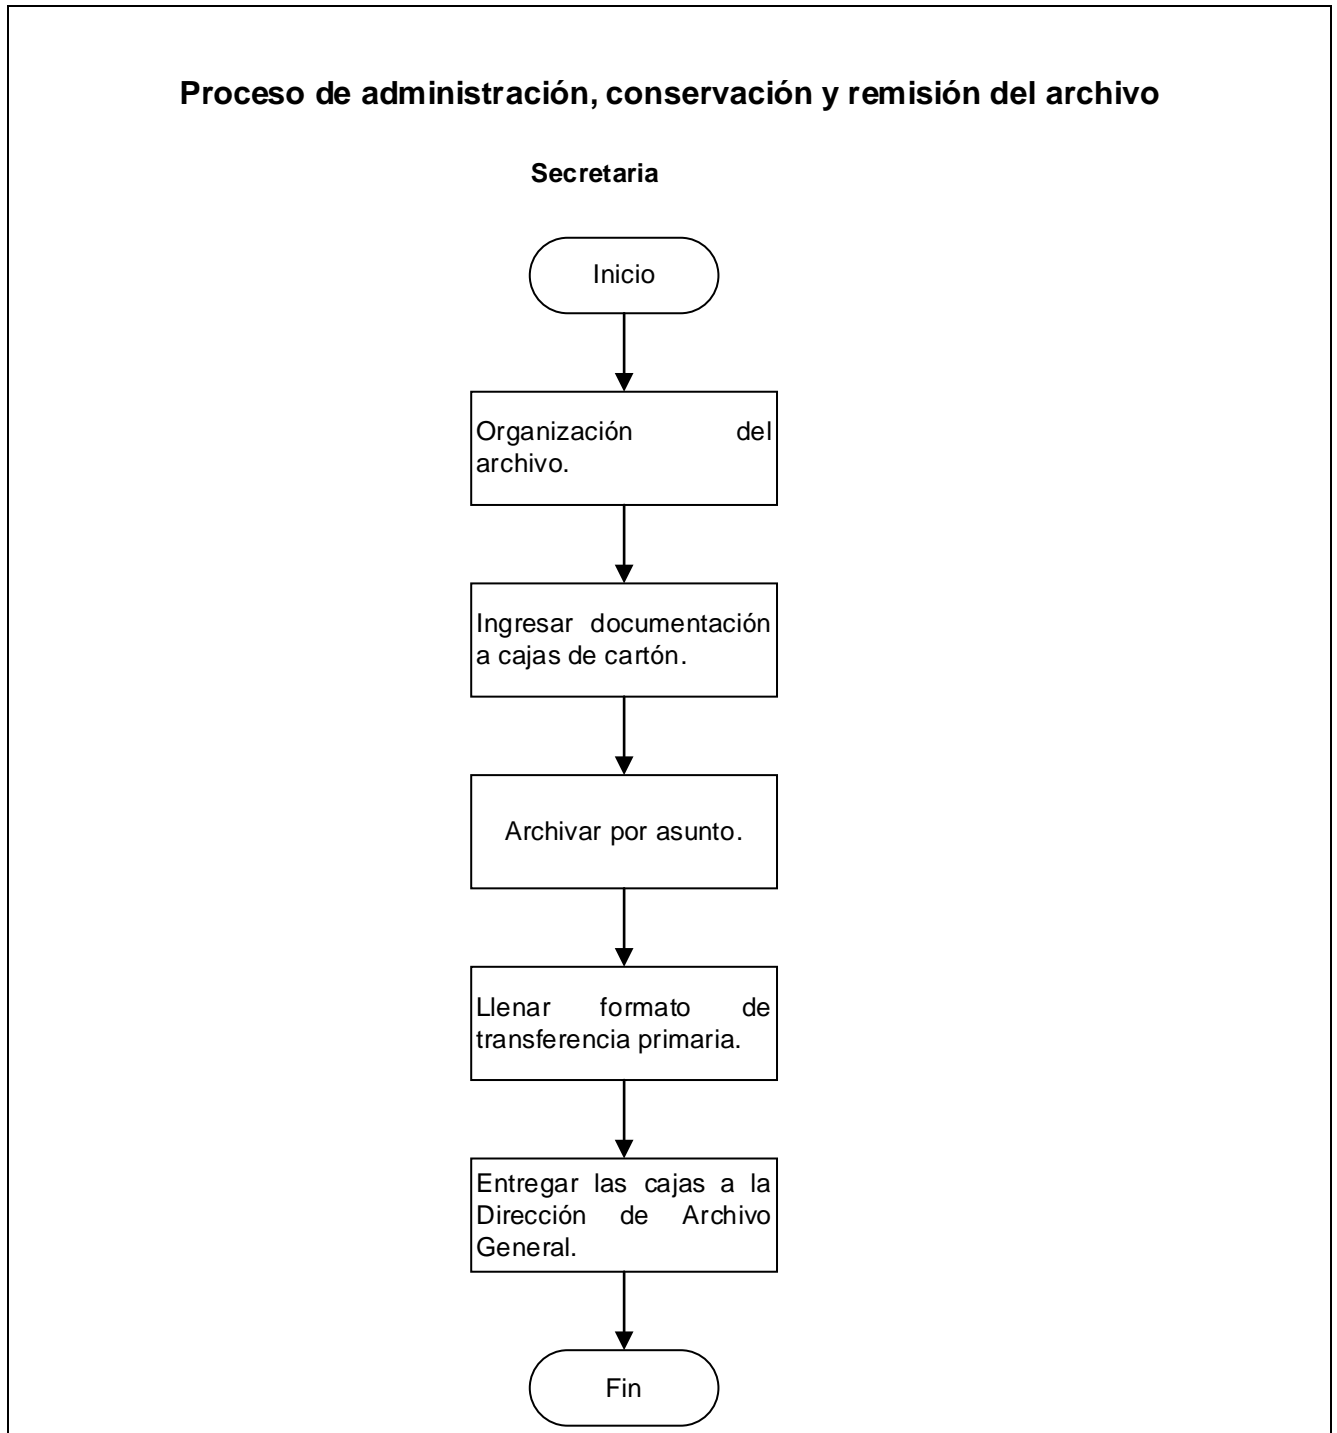 Proceso de administración, conservación y remisión del archivo
Secretaria
Inicio
Organización del
archivo.
Ingresar documentación
a cajas de cartón.
Archivar por asunto.
Llenar formato de
transferencia primaria.
Entregar las cajas a la
Dirección de Archivo
General.
Fin